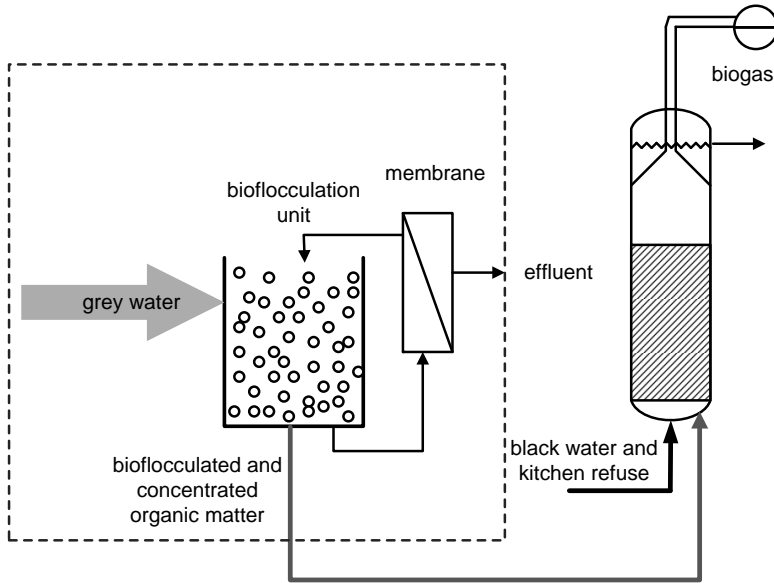 biogas
membrane
bioflocculation
unit
effluent
grey water
black water and
kitchen refuse
bioflocculated and
concentrated
organic matter